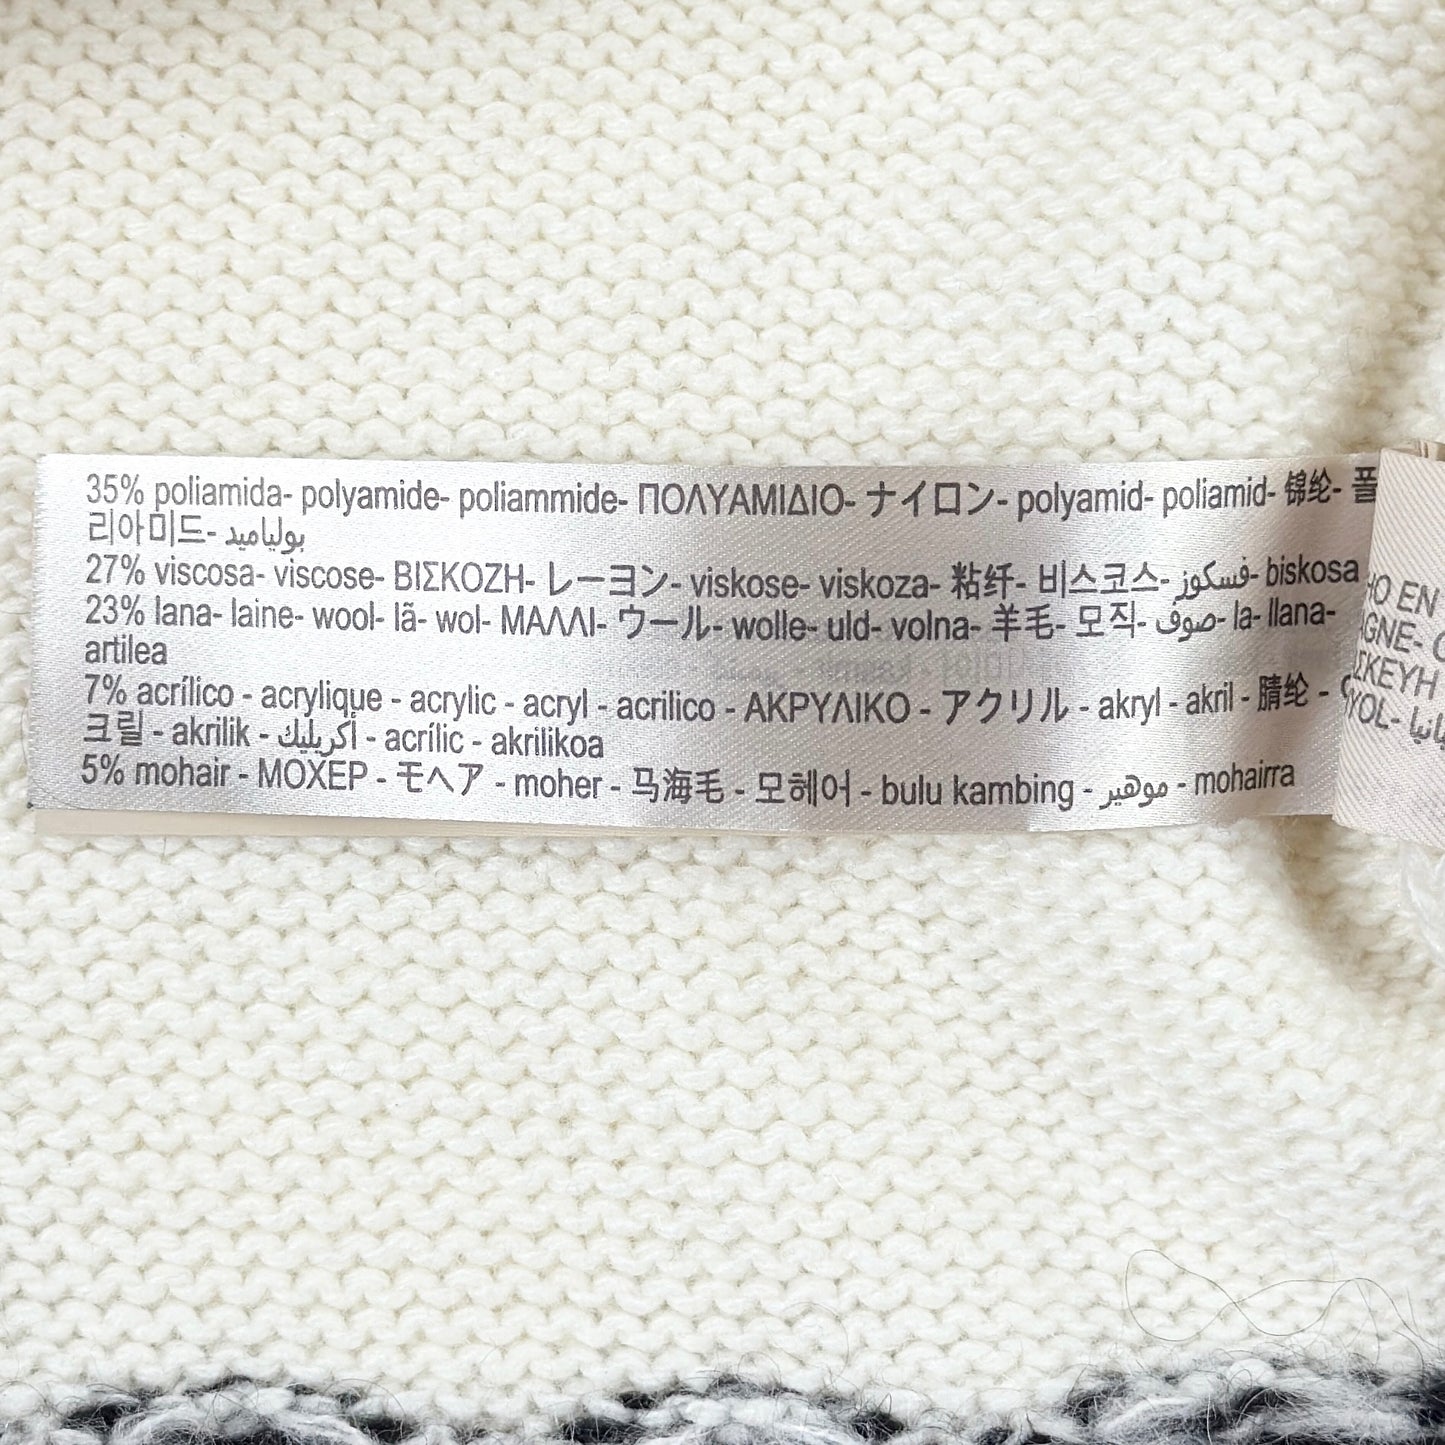 35% poliamida- polyamide- poliammide- ΠΟΛΥΑΜΙΔΙΟ- ナイロン- polyamid- poliamid- 锦纶- 폴
리아미드- بولياميد
27% viscosa- viscose- ΒΙΣΚΟΖΗ- レーヨン- viskose- viskoza- 粘纤- 비스코스- فسكوز- biskosa
23% lana- laine- wool- lã- wol- ΜΑΛΛΙ- ウール- wolle- uld- volna- 羊毛- 모직- صوف- la- llana-
artilea
7% acrílico - acrylique - acrylic - acryl - acrilico - ΑΚΡΥΛΙΚΟ - アクリル - akryl - akril - 腈纶 -
크릴 - akrilik - أكريليك - acrílic - akrilikoa
5% mohair - ΜΟΧΕΡ - モヘア - moher - 马海毛 - 모헤어 - bulu kambing - موهير - mohairra
EN